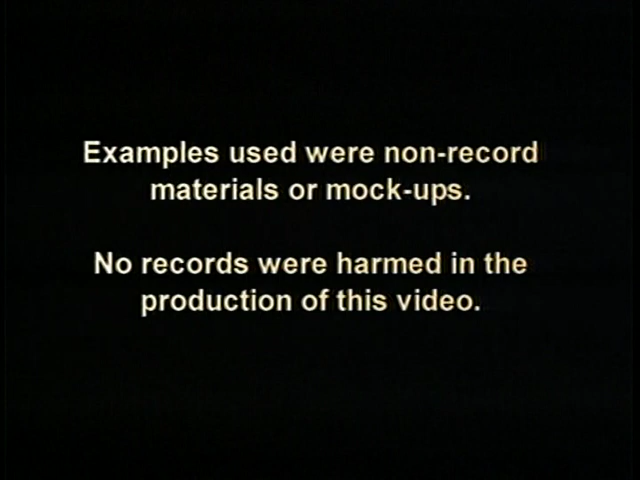 Examples used were non-record
materials or mock-ups.
No records were harmed in the
production of this video.